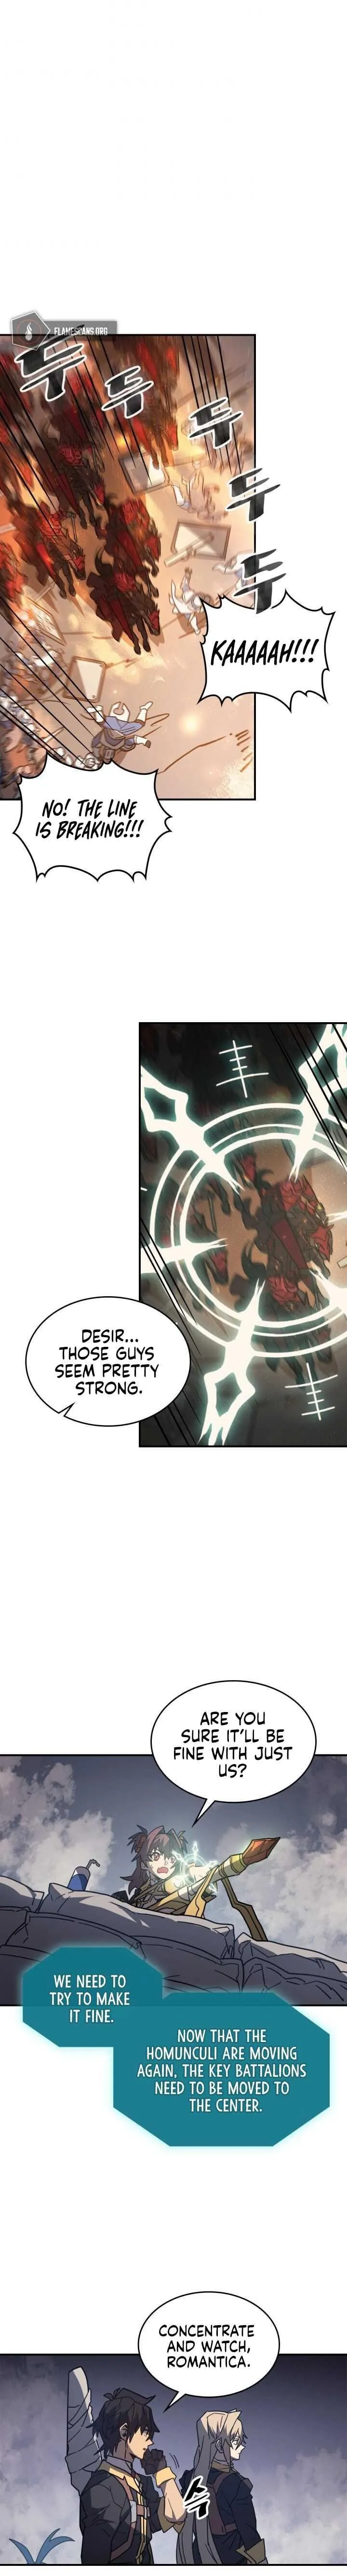 FLAMESCANS.ORG
두
두
두
두
두
KAAAAAH!!!
NO! THE LINE
IS BREAKING!!!
DESIR...
THOSE GUYS
SEEM PRETTY
STRONG.
ARE YOU
SURE IT'LL BE
FINE WITH JUST
US?
WE NEED TO
TRY TO MAKE
IT FINE.
NOW THAT THE
HOMUNCULI ARE MOVING
AGAIN, THE KEY BATTALIONS
NEED TO BE MOVED TO
THE CENTER.
CONCENTRATE
AND WATCH,
ROMANTICA.
슥